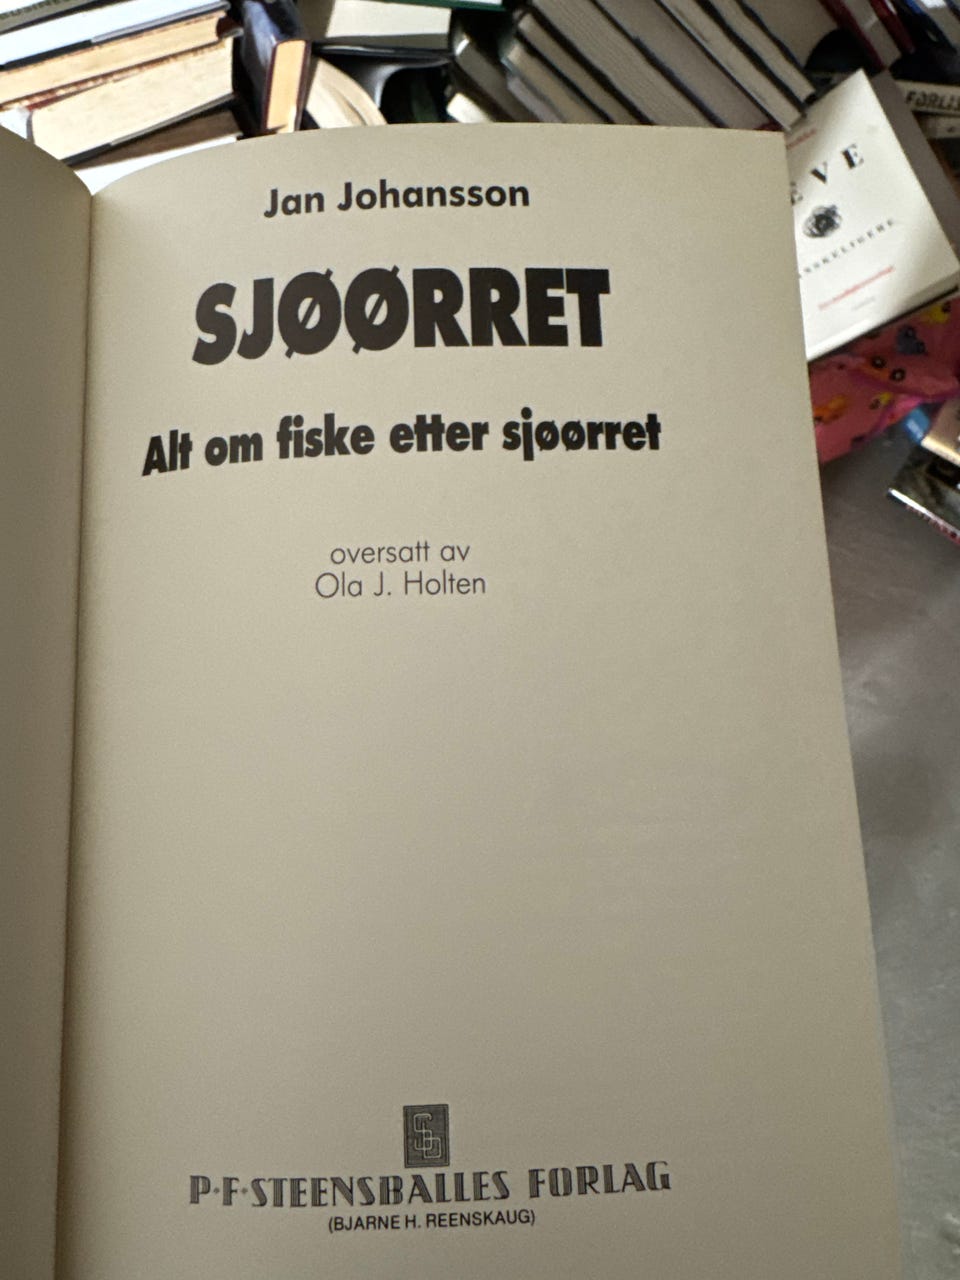 Jan Johansson
SJØØRRET
Alt om fiske etter sjøørret
oversatt av
Ola J. Holten
P·F·STEENSBALLES FORLAG
(BJARNE H. REENSKAUG)